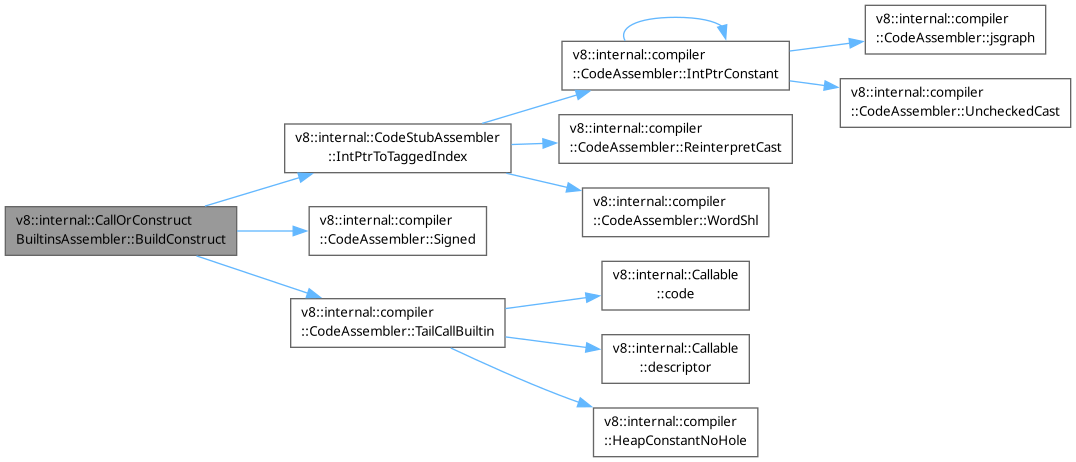 v8::internal::CallOrConstruct
BuiltinsAssembler::BuildConstruct
v8::internal::CodeStubAssembler
::IntPtrToTaggedIndex
v8::internal::compiler
::CodeAssembler::IntPtrConstant
v8::internal::compiler
::CodeAssembler::jsgraph
v8::internal::compiler
::CodeAssembler::UncheckedCast
v8::internal::compiler
::CodeAssembler::ReinterpretCast
v8::internal::compiler
::CodeAssembler::WordShl
v8::internal::compiler
::CodeAssembler::Signed
v8::internal::compiler
::CodeAssembler::TailCallBuiltin
v8::internal::Callable
::code
v8::internal::Callable
::descriptor
v8::internal::compiler
::HeapConstantNoHole